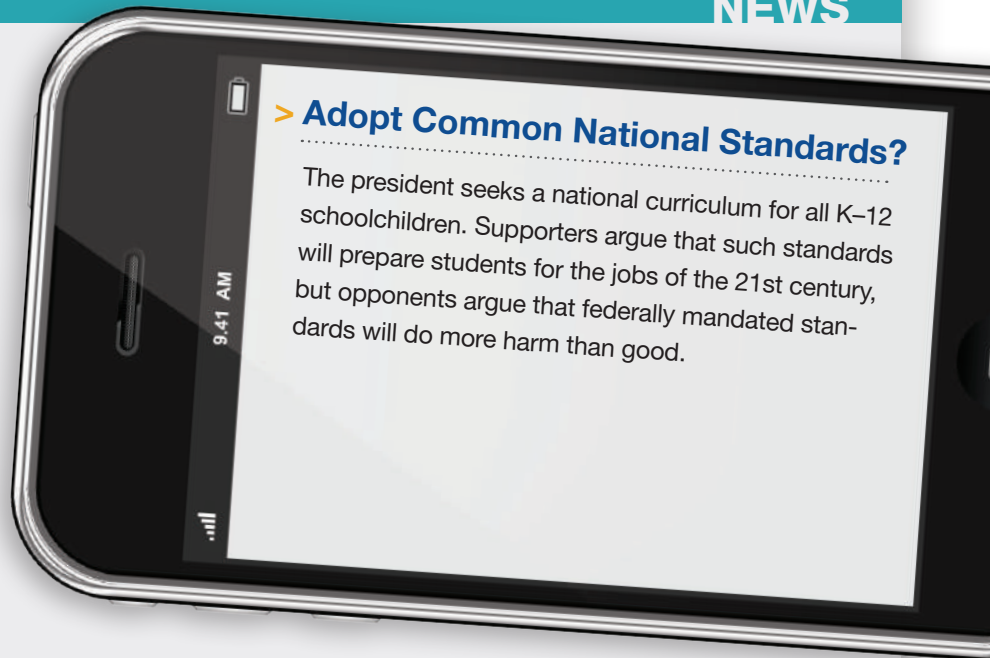 NEWS
> Adopt Common National Standards?
The president seeks a national curriculum for all K–12
schoolchildren. Supporters argue that such standards
will prepare students for the jobs of the 21st century,
but opponents argue that federally mandated stan-
dards will do more harm than good.
9.41 AM